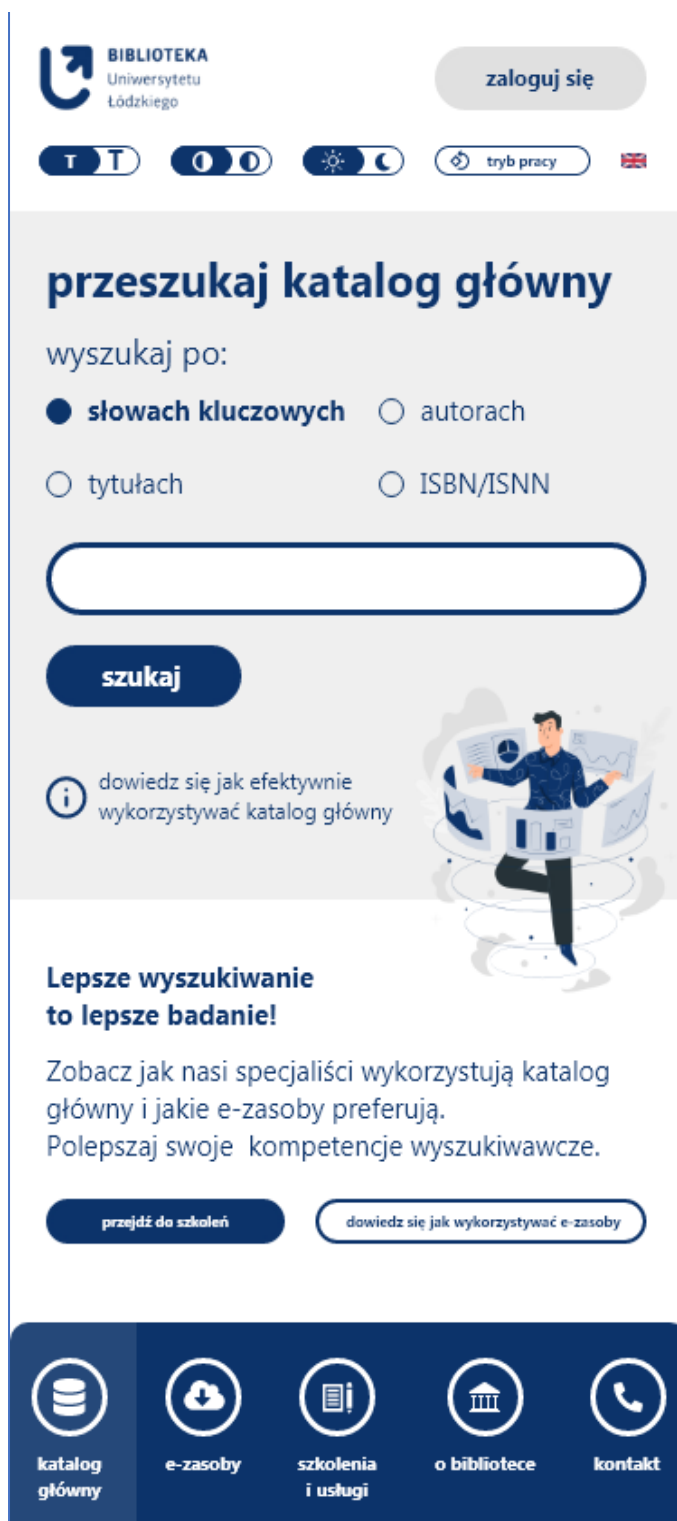 BIBLIOTEKA
Uniwersytetu
Łódzkiego
zaloguj się
T T
tryb pracy
przeszukaj katalog główny
wyszukaj po:
słowach kluczowych
autorach
tytułach
ISBN/ISNN
szukaj
dowiedz się jak efektywnie
wykorzystywać katalog główny
Lepsze wyszukiwanie
to lepsze badanie!
Zobacz jak nasi specjaliści wykorzystują katalog
główny i jakie e-zasoby preferują.
Polepszaj swoje  kompetencje wyszukiwawcze.
przejdź do szkoleń
dowiedz się jak wykorzystywać e-zasoby
katalog
główny
e-zasoby
szkolenia
i usługi
o bibliotece
kontakt